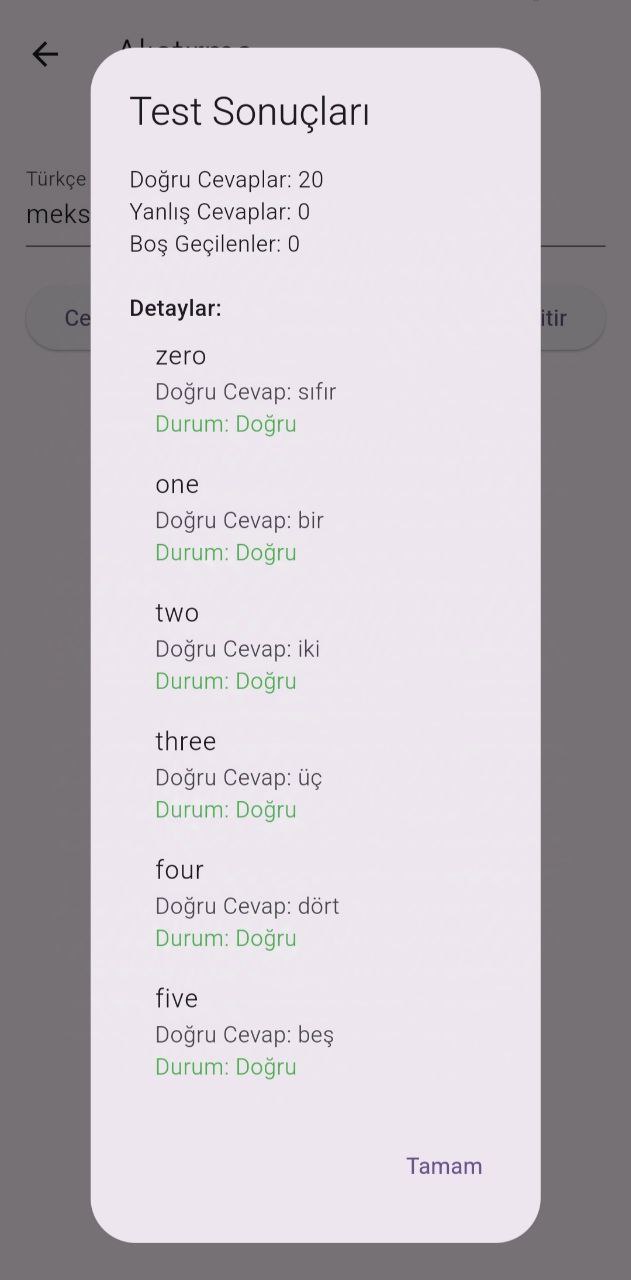 Test Sonuçları
Türkçe
meks
Doğru Cevaplar: 20
Yanlış Cevaplar: 0
Boş Geçilenler: 0
Detaylar:
zero
Doğru Cevap: sıfır
Durum: Doğru
one
Doğru Cevap: bir
Durum: Doğru
two
Doğru Cevap: iki
Durum: Doğru
three
Doğru Cevap: üç
Durum: Doğru
four
Doğru Cevap: dört
Durum: Doğru
five
Doğru Cevap: beş
Durum: Doğru
Tamam